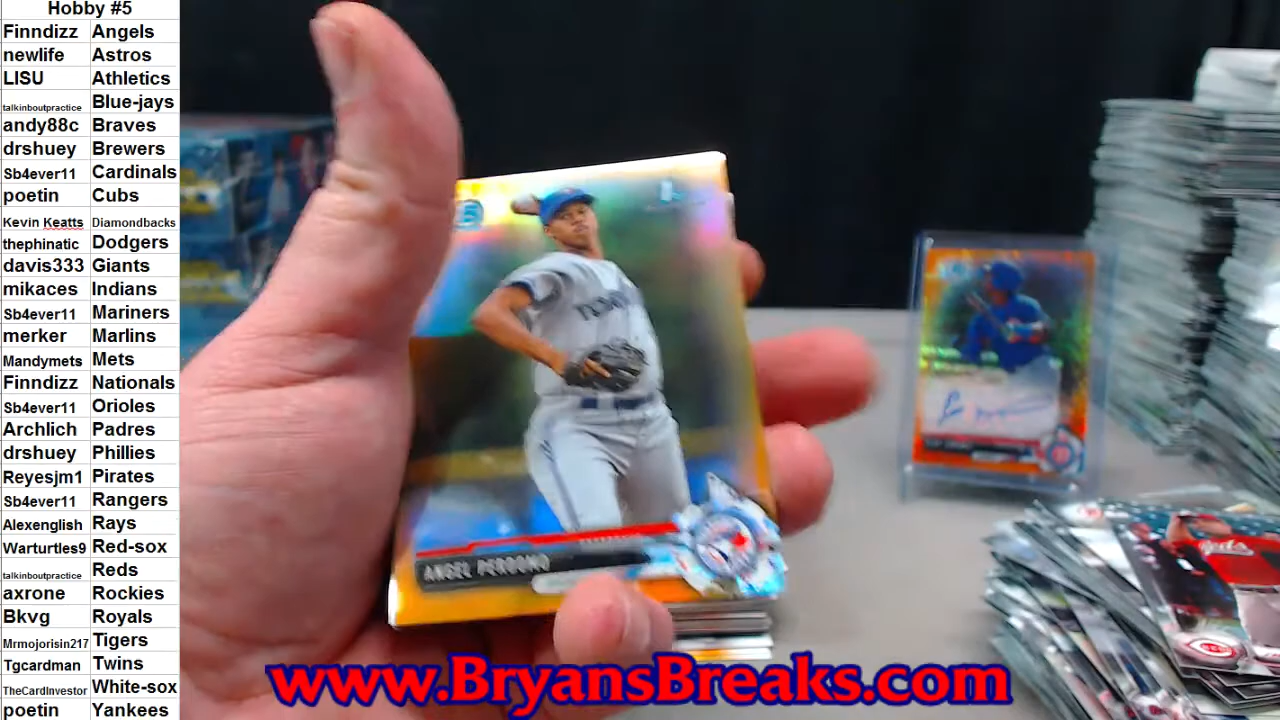 Hobby #5
Finndizz Angels
newlife Astros
LISU Athletics
talkinboutpractice Blue-jays
andy88c Braves
drshuey Brewers
Sb4ever11 Cardinals
poetin Cubs
Kevin Keatts Diamondbacks
thephinatic Dodgers
davis333 Giants
mikaces Indians
Sb4ever11 Mariners
merker Marlins
Mandymets Mets
Finndizz Nationals
Sb4ever11 Orioles
Archlich Padres
drshuey Phillies
Reyesjm1 Pirates
Sb4ever11 Rangers
Alexenglish Rays
Warturtles9 Red-sox
talkinboutpractice Reds
axrone Rockies
Bkvg Royals
Mrmojorisin217 Tigers
Tgcardman Twins
TheCardInvestor White-sox
poetin Yankees
ANGEL PERDOMO
Reds
www.BryansBreaks.com